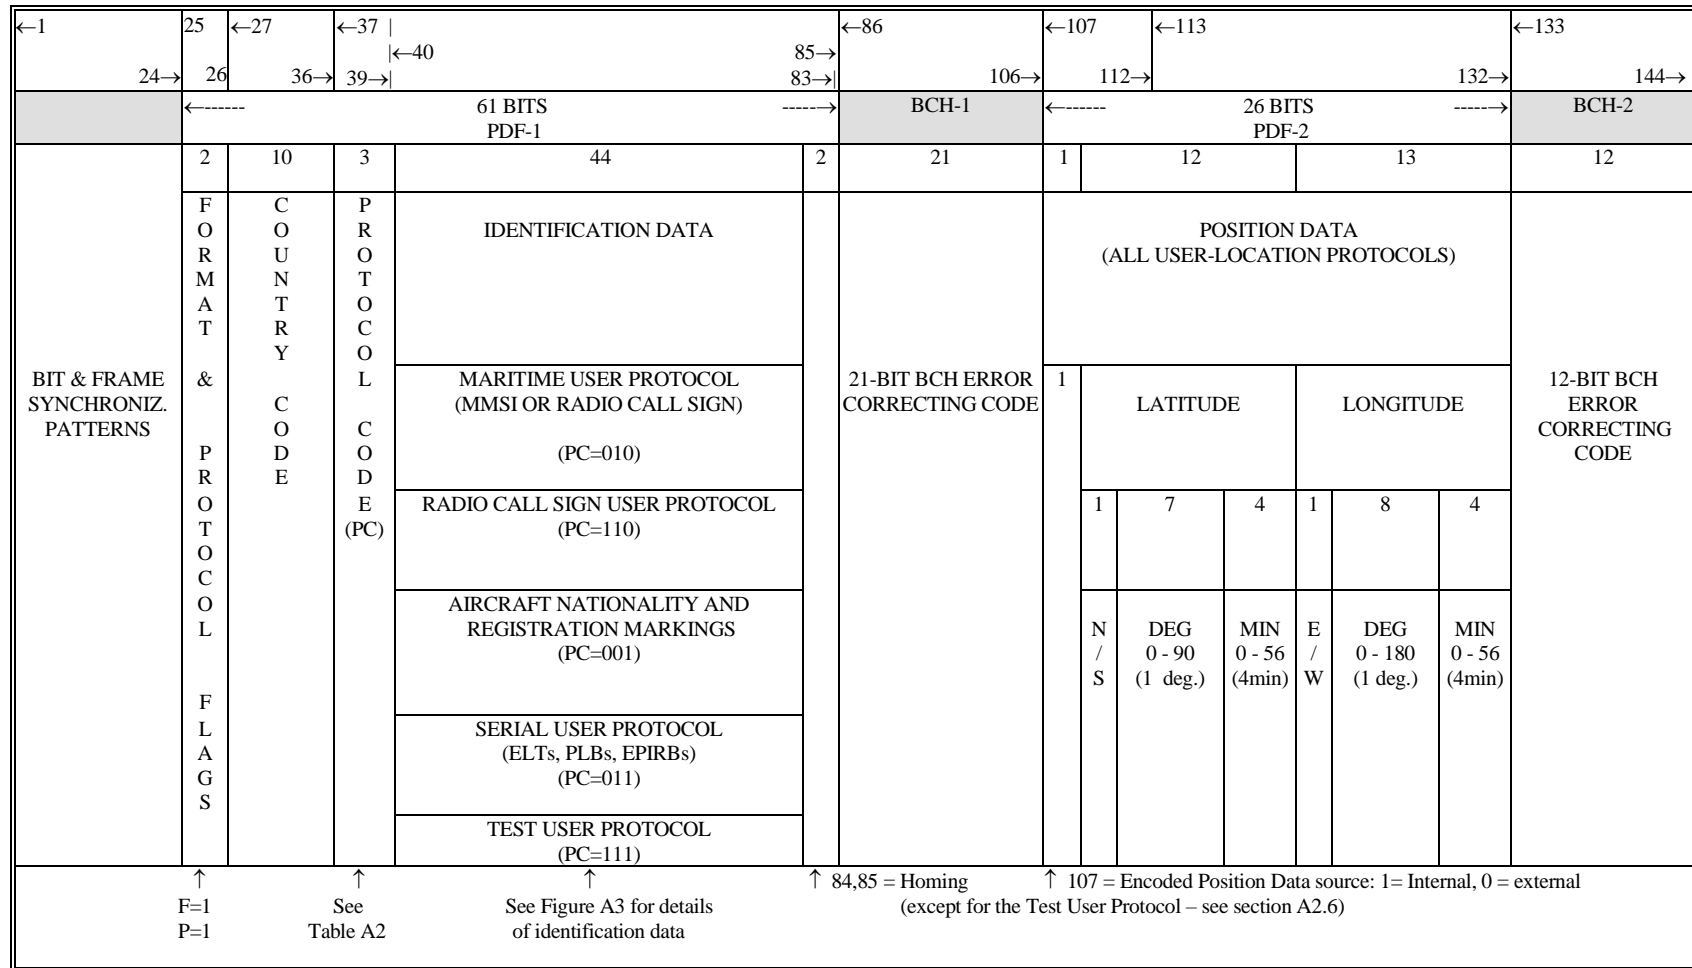 ←1 25 ←27 ←37 | ←86 ←107 ←113 ←133
|←40 85→
24→ 26 36→ 39→| 83→| 106→ 112→ 132→ 144→
←------ 61 BITS -----→ BCH-1 ←------ 26 BITS -----→ BCH-2
PDF-1 PDF-2
2 10 3 44 2 21 1 12 13 12
BIT & FRAME
SYNCHRONIZ.
PATTERNS
F
O
R
M
A
T
&
P
R
O
T
O
C
O
L
F
L
A
G
S
C
O
U
N
T
R
Y
C
O
D
E
P
R
O
T
O
C
O
L
C
O
D
E
(PC)
IDENTIFICATION DATA
MARITIME USER PROTOCOL
(MMSI OR RADIO CALL SIGN)
(PC=010)
RADIO CALL SIGN USER PROTOCOL
(PC=110)
AIRCRAFT NATIONALITY AND
REGISTRATION MARKINGS
(PC=001)
SERIAL USER PROTOCOL
(ELTs, PLBs, EPIRBs)
(PC=011)
TEST USER PROTOCOL
(PC=111)
21-BIT BCH ERROR
CORRECTING CODE
POSITION DATA
(ALL USER-LOCATION PROTOCOLS)
1
LATITUDE LONGITUDE
1 7 4 1 8 4
N DEG MIN E DEG MIN
/ 0 - 90 0 - 56 / 0 - 180 0 - 56
S (1 deg.) (4min) W (1 deg.) (4min)
12-BIT BCH
ERROR
CORRECTING
CODE
↑ ↑ ↑ ↑ 84,85 = Homing ↑ 107 = Encoded Position Data source: 1= Internal, 0 = external
F=1 See See Figure A3 for details (except for the Test User Protocol – see section A2.6)
P=1 Table A2 of identification data